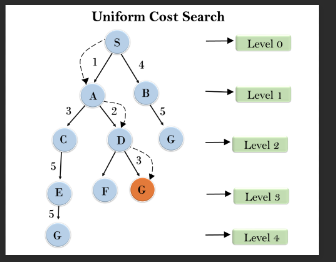 Uniform Cost Search
S
Level 0
1
4
A
B
Level 1
3
2
5
C
D
G
Level 2
5
3
E
F
G
Level 3
5
G
Level 4